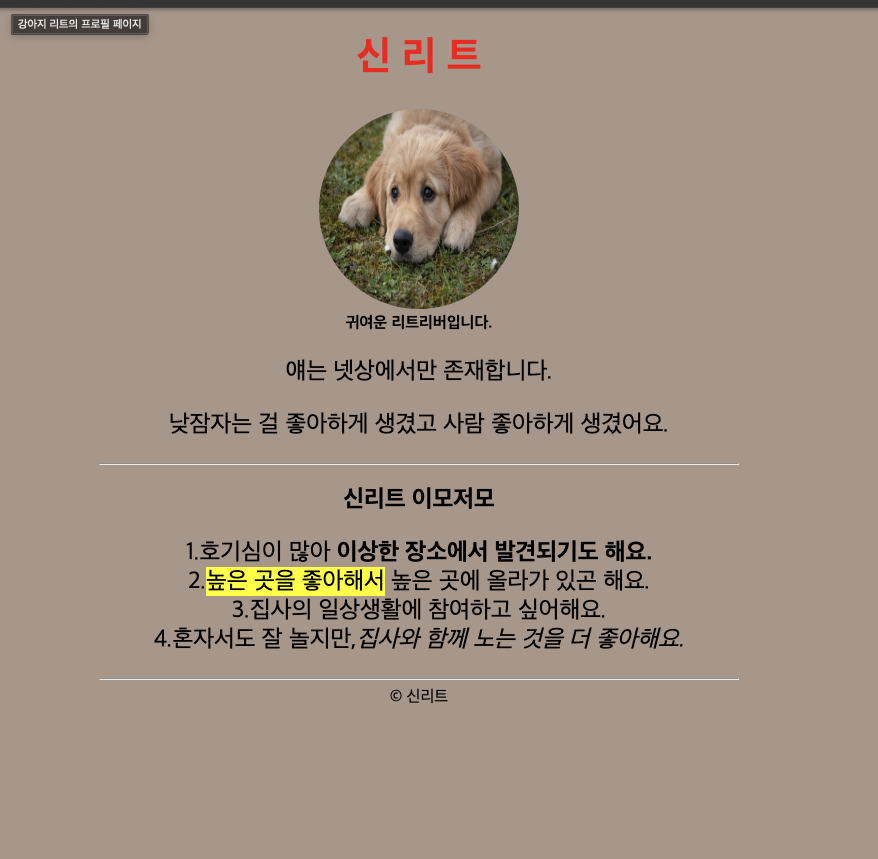 강아지 리트의 프로필 페이지
신 리 트
귀여운 리트리버입니다.
얘는 넷상에서만 존재합니다.
낮잠자는 걸 좋아하게 생겼고 사람 좋아하게 생겼어요.
신리트 이모저모
1.호기심이 많아 이상한 장소에서 발견되기도 해요.
2.높은 곳을 좋아해서 높은 곳에 올라가 있곤 해요.
3.집사의 일상생활에 참여하고 싶어해요.
4.혼자서도 잘 놀지만,집사와 함께 노는 것을 더 좋아해요.
© 신리트